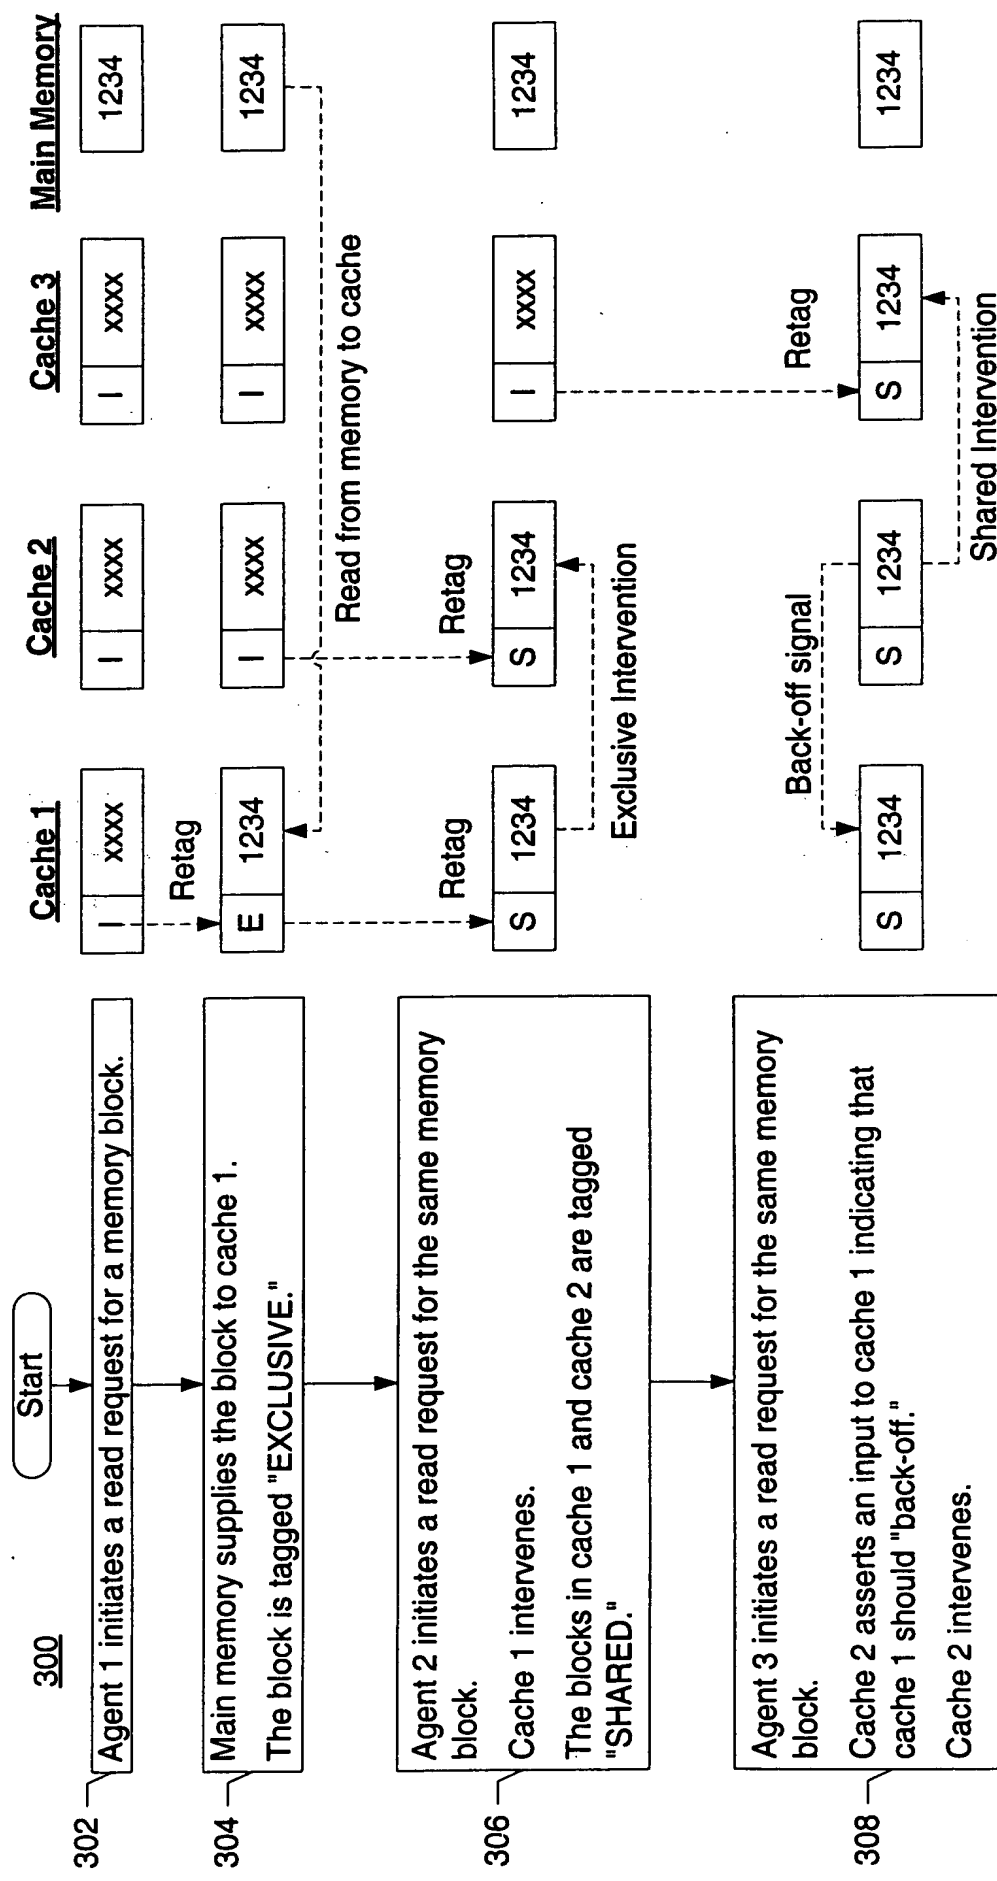 300
Start
Cache 1
Cache 2
Cache 3
Main Memory
302
Agent 1 initiates a read request for a memory block.
I
xxxx
I
xxxx
I
xxxx
1234
Retag
304
Main memory supplies the block to cache 1.
The block is tagged "EXCLUSIVE."
E
1234
I
xxxx
I
xxxx
1234
Read from memory to cache
Retag
Retag
306
Agent 2 initiates a read request for the same memory
block.
Cache 1 intervenes.
The blocks in cache 1 and cache 2 are tagged
"SHARED."
S
1234
S
1234
I
xxxx
1234
Exclusive Intervention
Back-off signal
Retag
308
Agent 3 initiates a read request for the same memory
block.
Cache 2 asserts an input to cache 1 indicating that
cache 1 should "back-off."
Cache 2 intervenes.
S
1234
S
1234
S
1234
1234
Shared Intervention